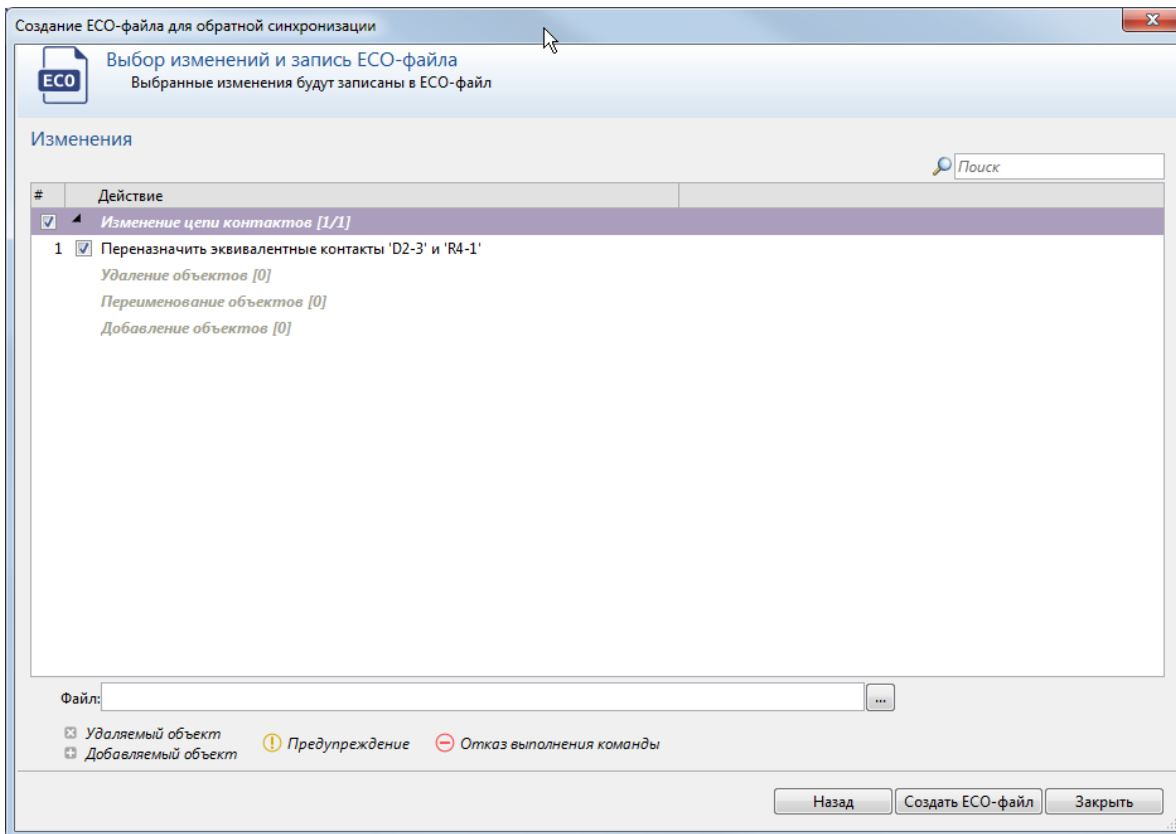 Создание ECO-файла для обратной синхронизации
ECO
Выбор изменений и запись ECO-файла
Выбранные изменения будут записаны в ECO-файл
Изменения
Поиск
# Действие
Изменение цепи контактов [1/1]
1 Переназначить эквивалентные контакты 'D2-3' и 'R4-1'
Удаление объектов [0]
Переименование объектов [0]
Добавление объектов [0]
Файл: ...
Удаляемый объект
Добавляемый объект
Предупреждение
Отказ выполнения команды
Назад Создать ECO-файл Закрыть